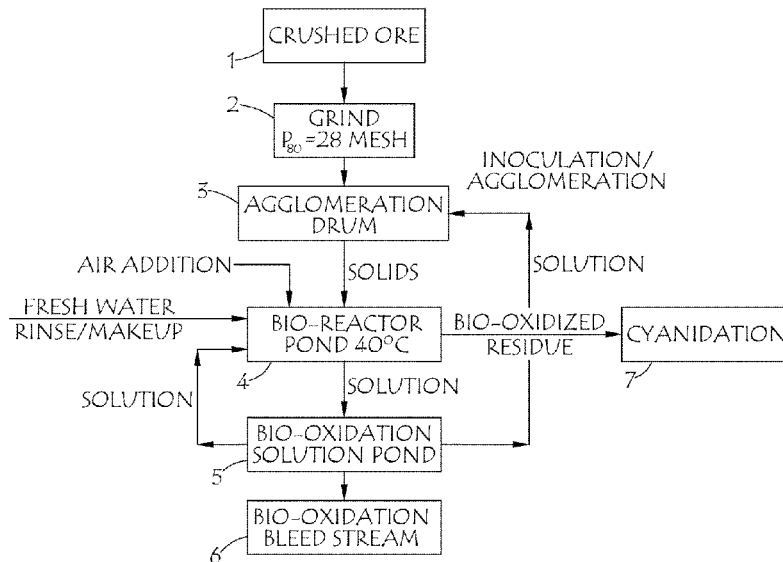 CRUSHED ORE
1
2
GRIND
P80=28 MESH
INOCULATION/
AGGLOMERATION
3
AGGLOMERATION
DRUM
AIR ADDITION
SOLIDS
SOLUTION
FRESH WATER
RINSE/MAKEUP
BIO-REACTOR
POND 40°C
BIO-OXIDIZED
RESIDUE
CYANIDATION
4
7
SOLUTION
SOLUTION
BIO-OXIDATION
SOLUTION POND
5
BIO-OXIDATION
BLEED STREAM
6